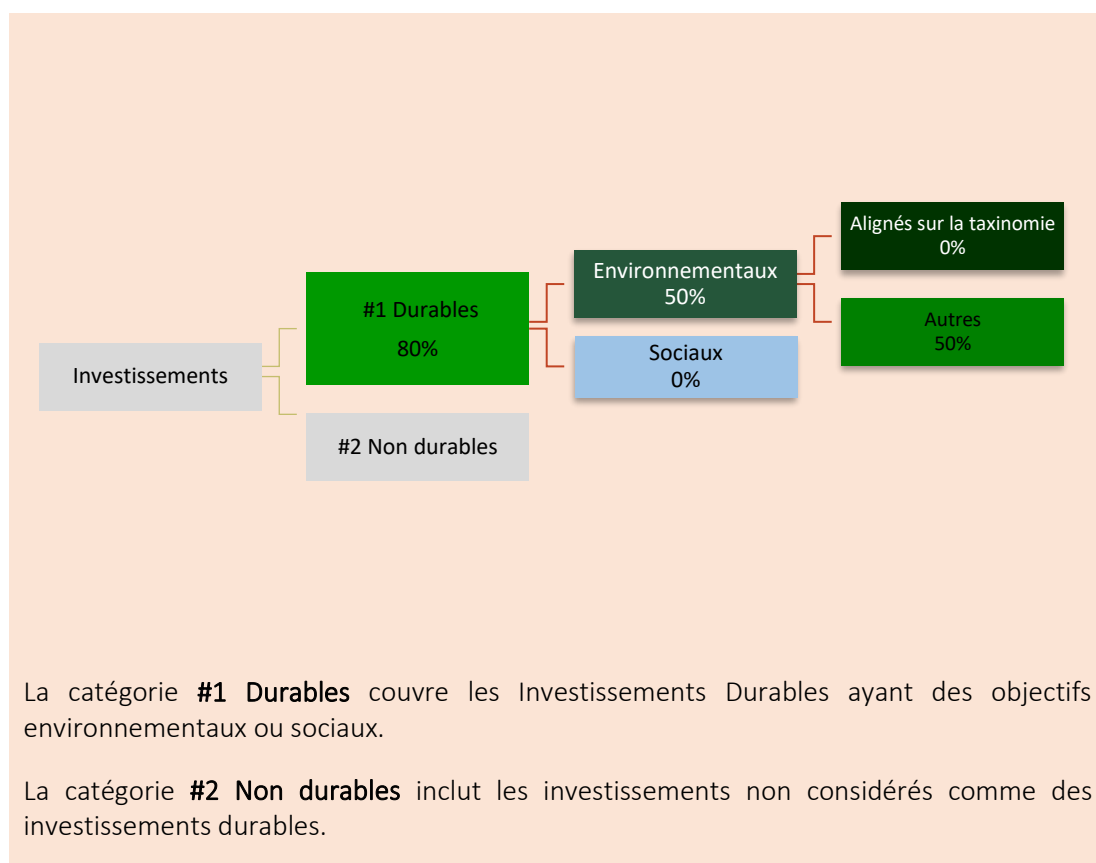 Alignés sur la taxinomie
0%
Environnementaux
50%
#1 Durables
80%
Autres
50%
Sociaux
0%
Investissements
#2 Non durables
La catégorie #1 Durables couvre les Investissements Durables ayant des objectifs
environnementaux ou sociaux.
La catégorie #2 Non durables inclut les investissements non considérés comme des
investissements durables.